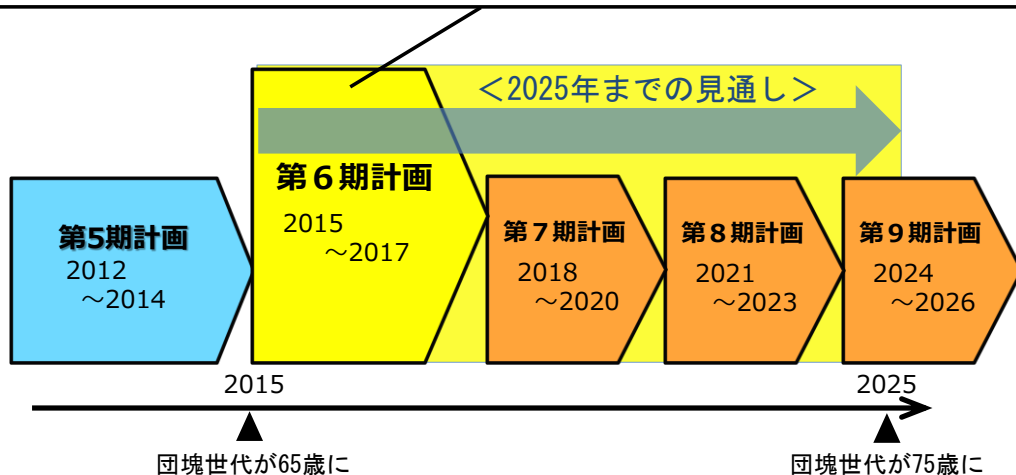 ＜2025年までの見通し＞
第5期計画
2012
～2014
第６期計画
2015
～2017
第７期計画
2018
～2020
第８期計画
2021
～2023
第９期計画
2024
～2026
2015
2025
団塊世代が65歳に
団塊世代が75歳に